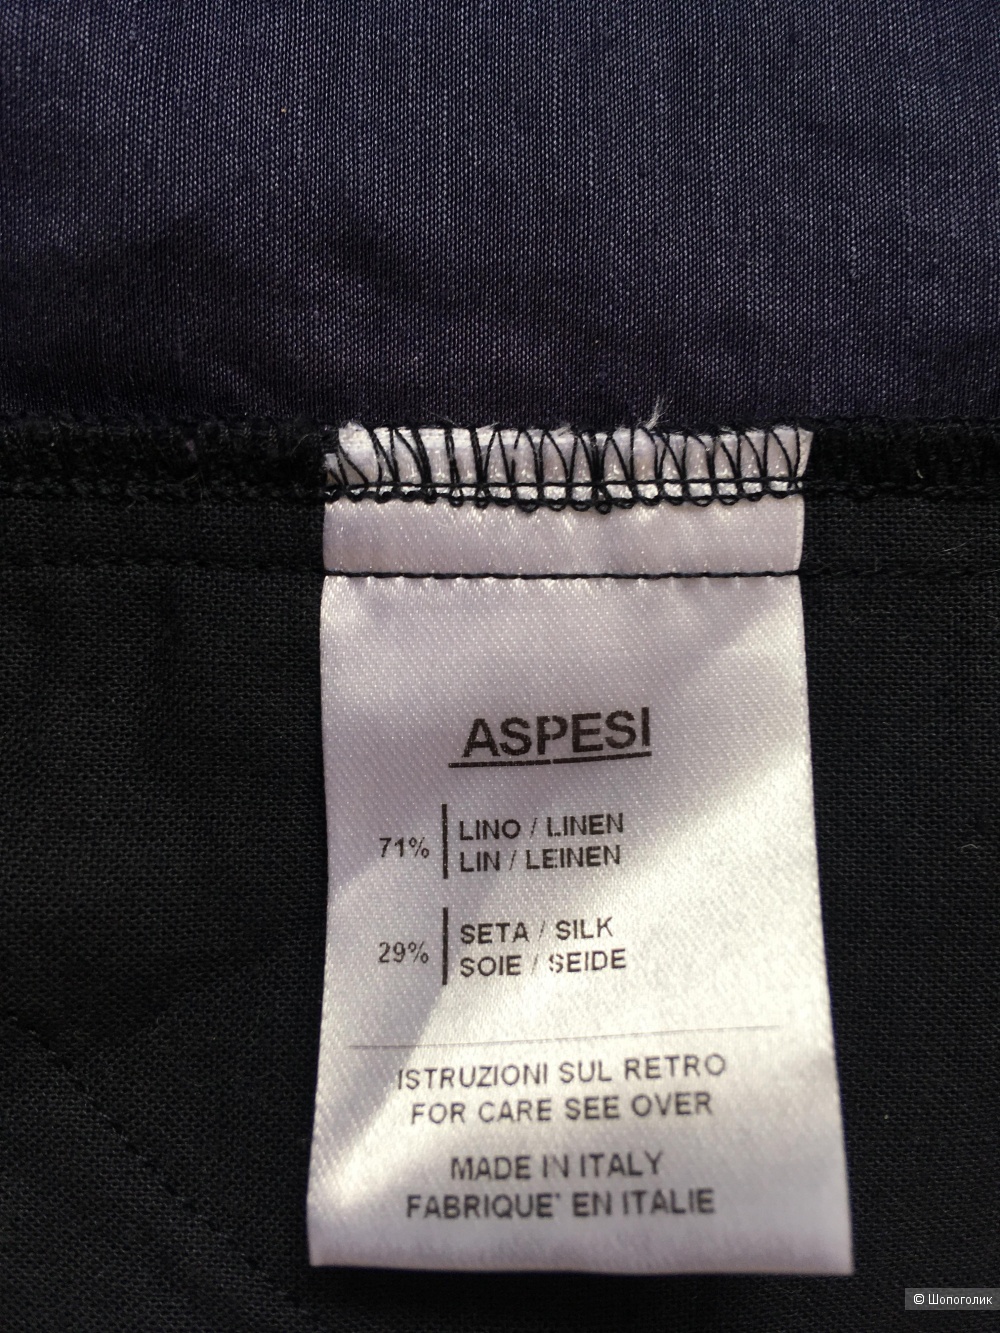 ASPESI
71%
LINO / LINEN
LIN / LEINEN
29%
SETA / SILK
SOIE / SEIDE
ISTRUZIONI SUL RETRO
FOR CARE SEE OVER
MADE IN ITALY
FABRIQUE' EN ITALIE
© Шопоголик